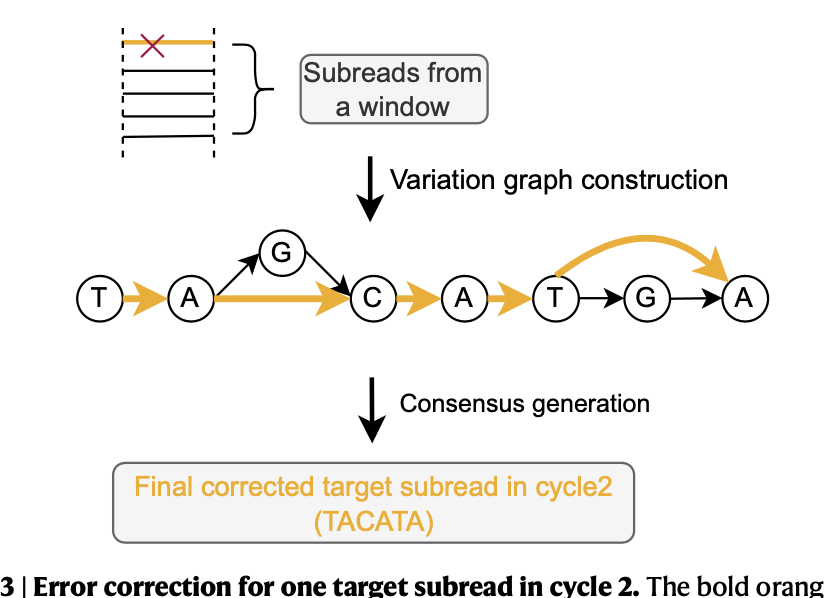 Subreads from
a window
Variation graph construction
G
T A C A T G A
Consensus generation
Final corrected target subread in cycle2
(TACATA)
3 | Error correction for one target subread in cycle 2. The bold orang